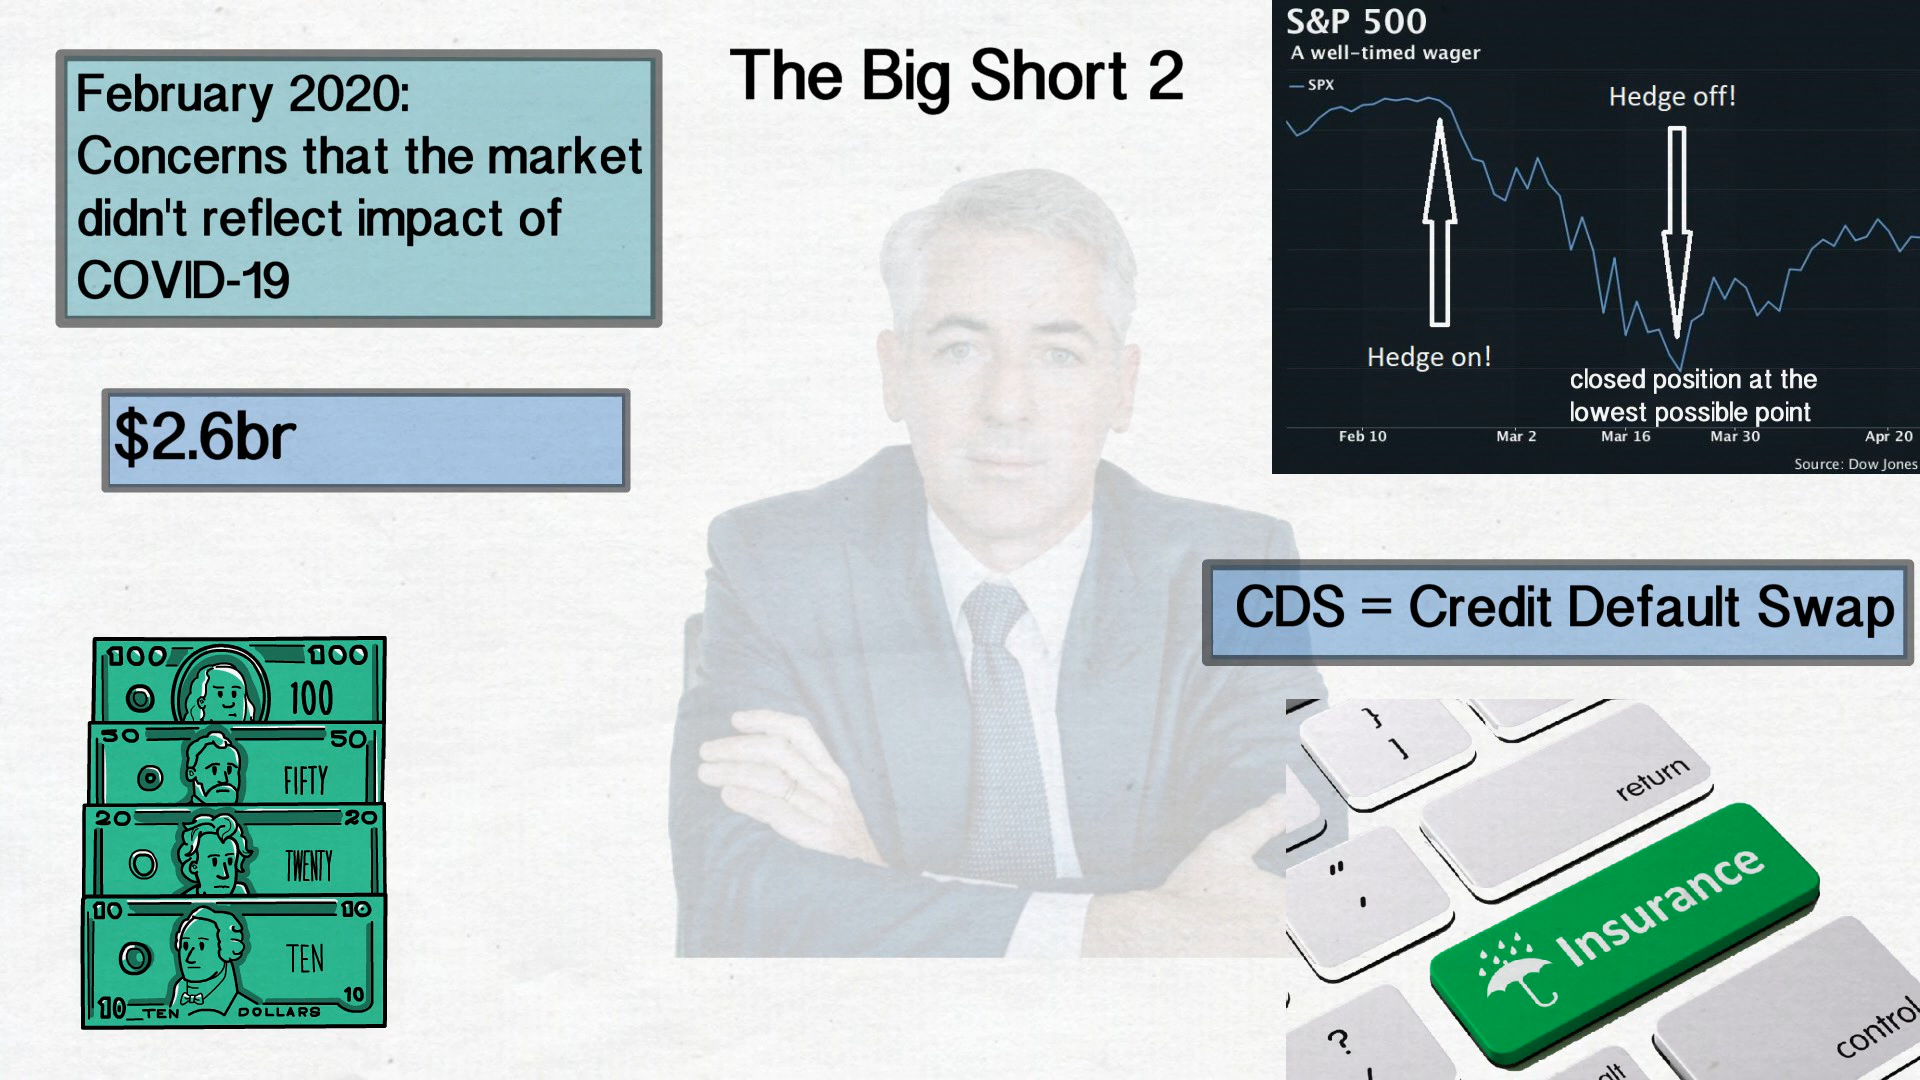 The Big Short 2
February 2020:
Concerns that the market
didn't reflect impact of
COVID-19
$2.6br
S&P 500
A well-timed wager
SPX
Hedge off!
Hedge on!
closed position at the
lowest possible point
Feb 10
Mar 2
Mar 16
Mar 30
Apr 20
Source: Dow Jones
CDS = Credit Default Swap
100
100
100
50
50
FIFTY
20
20
TWENTY
10
10
TEN
10
10
TEN DOLLARS
}
]
return
"
'
Insurance
?
/
alt
control